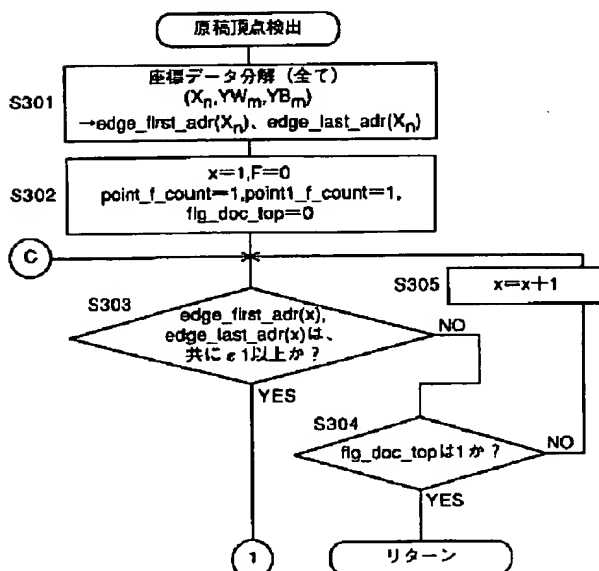 原稿頂点検出
S301
座標データ分解（全て）
(Xn,YWm,YBm)
→edge_first_adr(Xn)、edge_last_adr(Xn)
S302
x=1,F=0
point_f_count=1,point1_f_count=1,
flg_doc_top=0
C
S305
x=x+1
S303
edge_first_adr(x),
edge_last_adr(x)は、
共にε1以上か？
NO
YES
S304
flg_doc_topは1か？
NO
YES
1
リターン